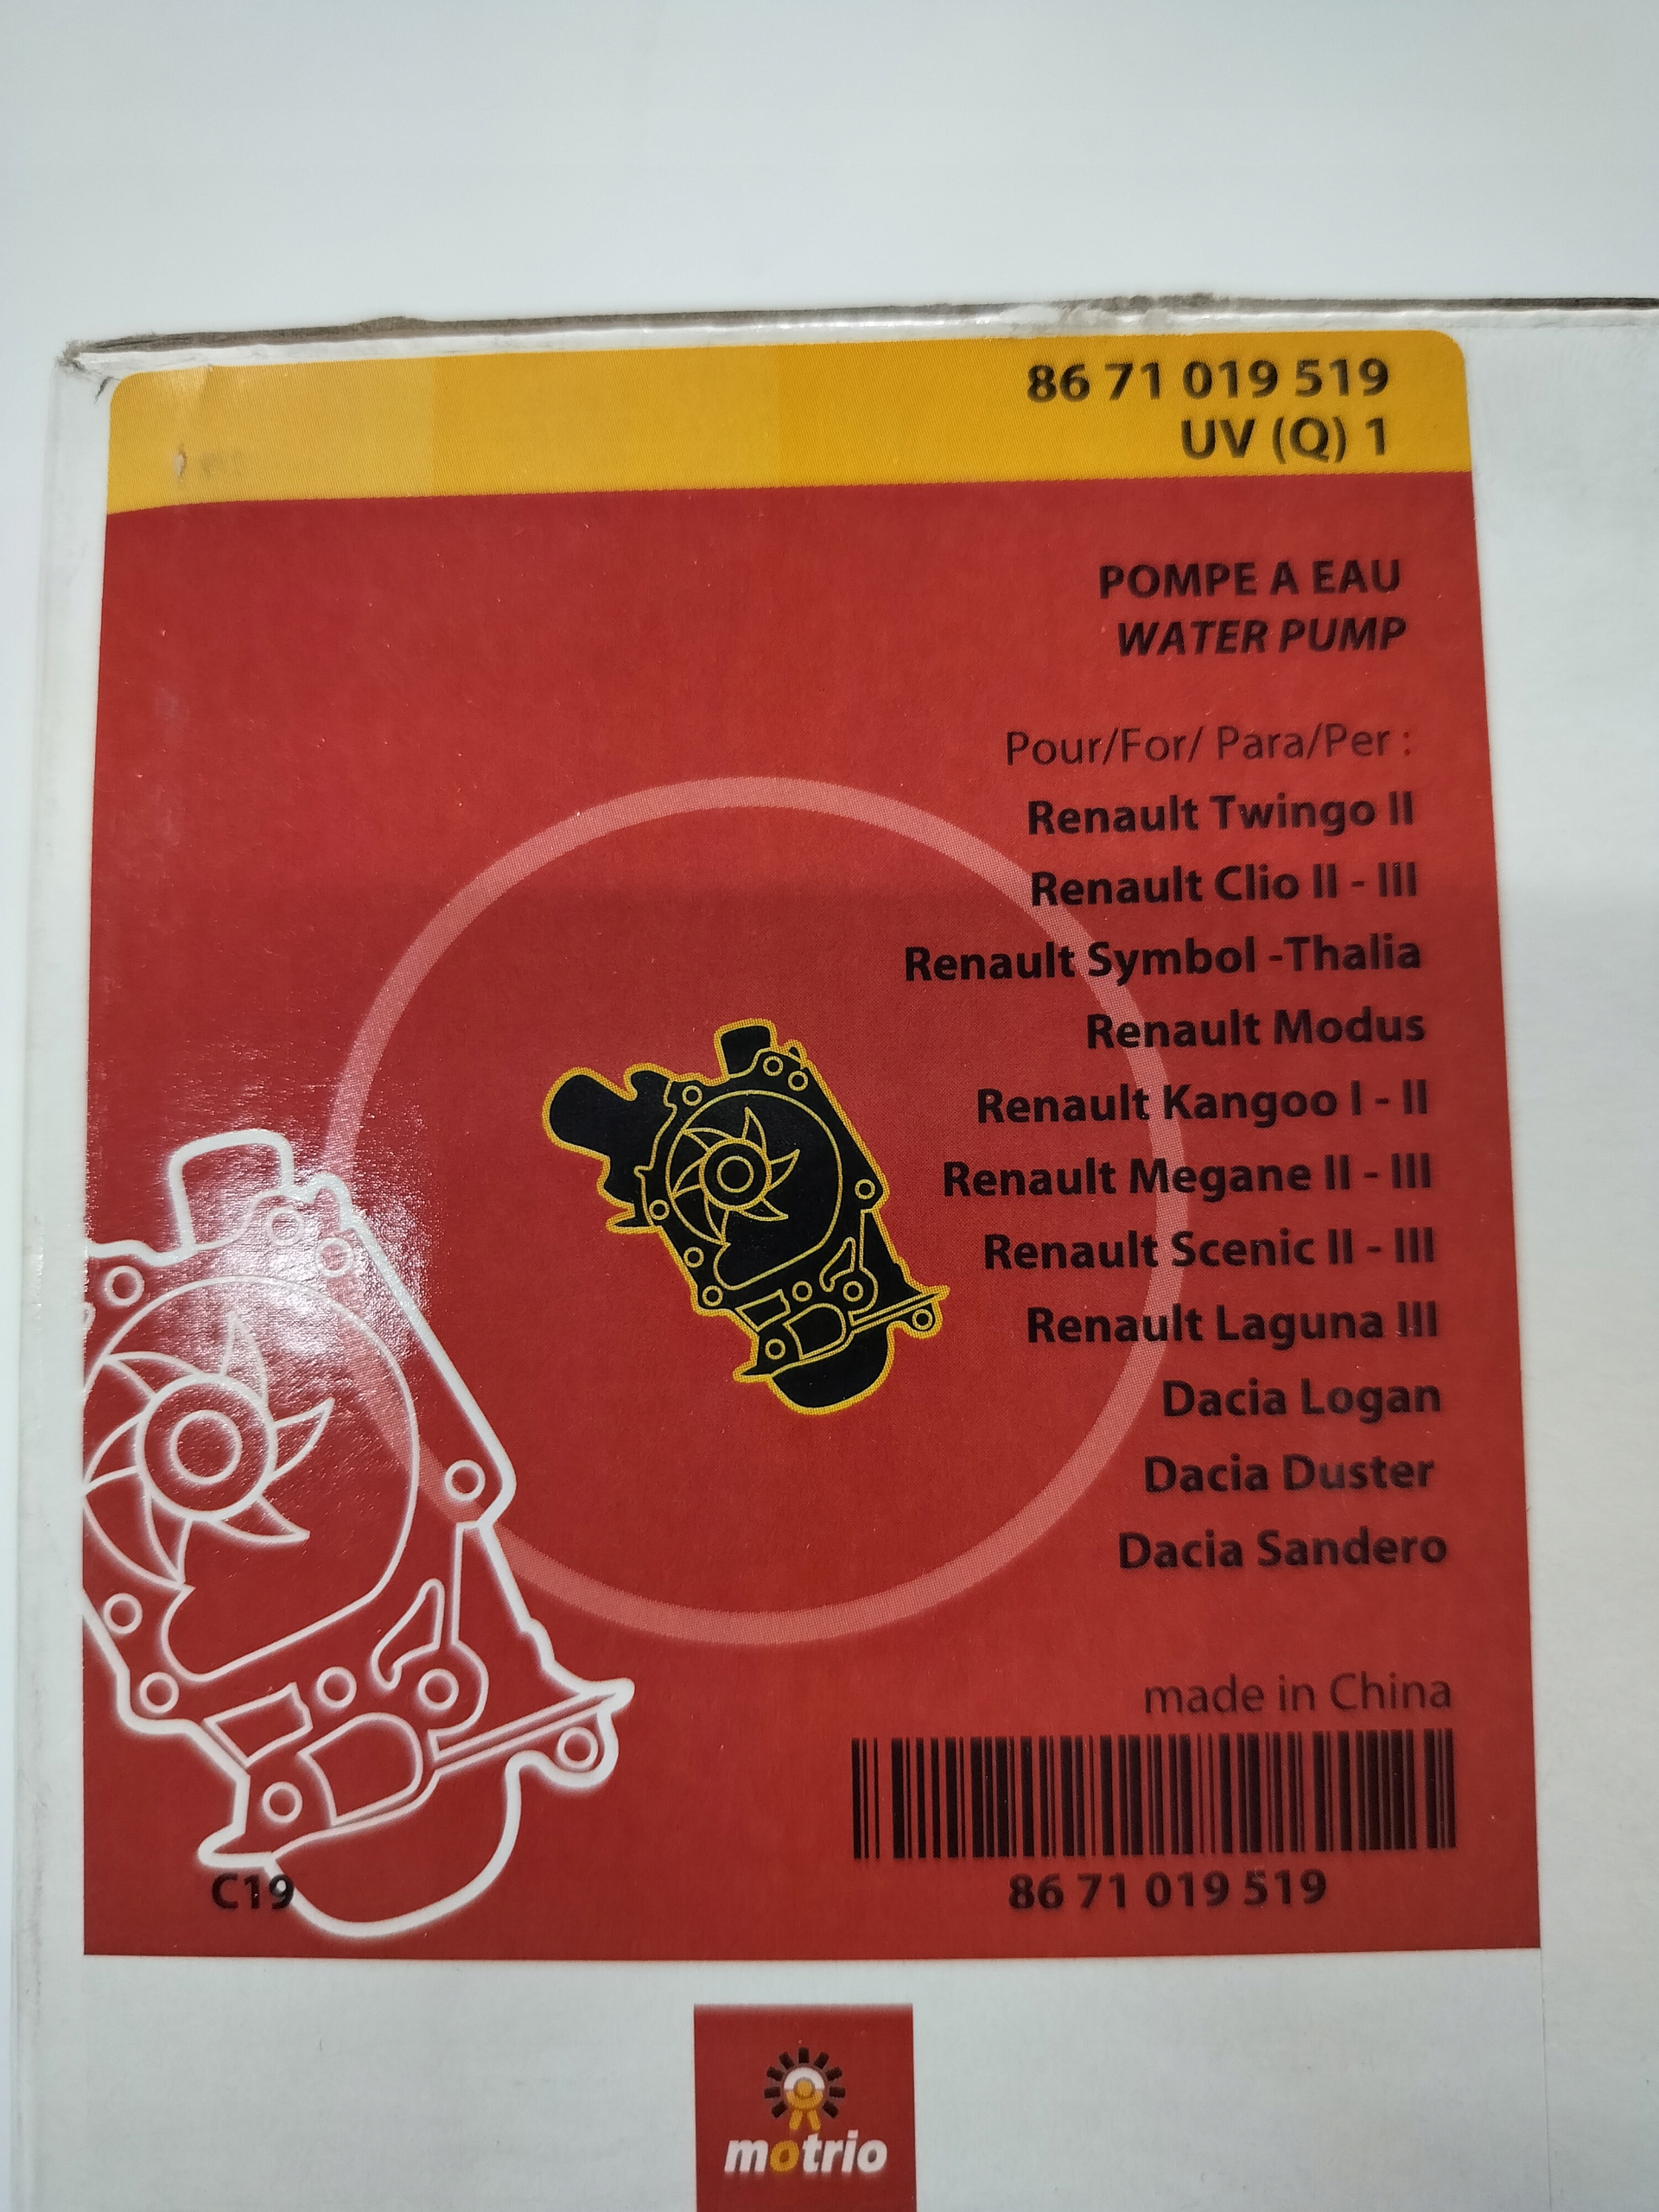 86 71 019 519
UV (Q) 1
POMPE A EAU
WATER PUMP
Pour/For/ Para/Per :
Renault Twingo II
Renault Clio II - III
Renault Symbol -Thalia
Renault Modus
Renault Kangoo I - II
Renault Megane II - III
Renault Scenic II - III
Renault Laguna III
Dacia Logan
Dacia Duster
Dacia Sandero
made in China
86 71 019 519
C19
motrio